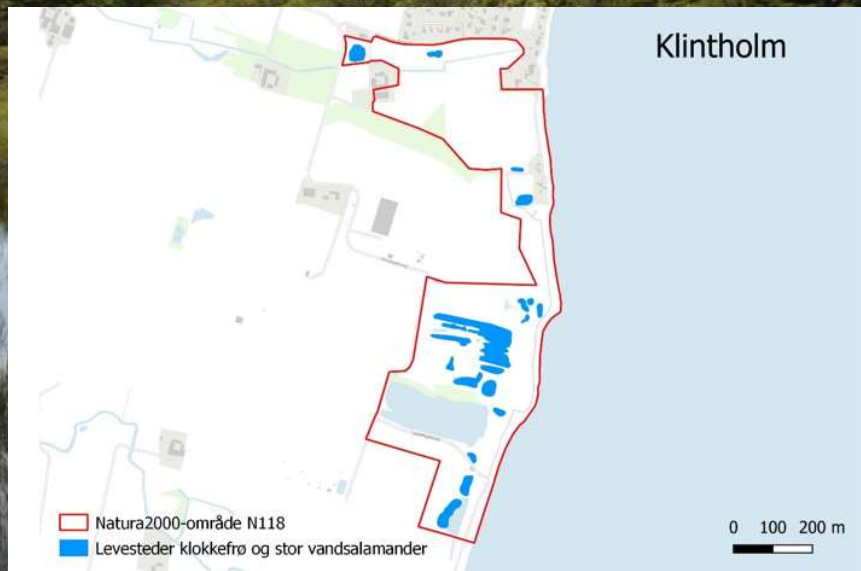 Klintholm
Natura2000-område N118
Levesteder klokkefrø og stor vandsalamander
0 100 200 m